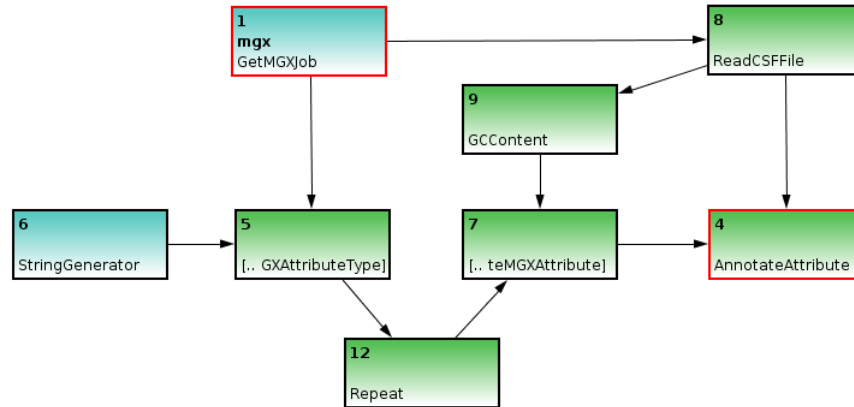 1
mgx
GetMGXJob
8
ReadCSFFile
9
GCContent
6
StringGenerator
5
[.. GXAttributeType]
7
[.. teMGXAttribute]
4
AnnotateAttribute
12
Repeat